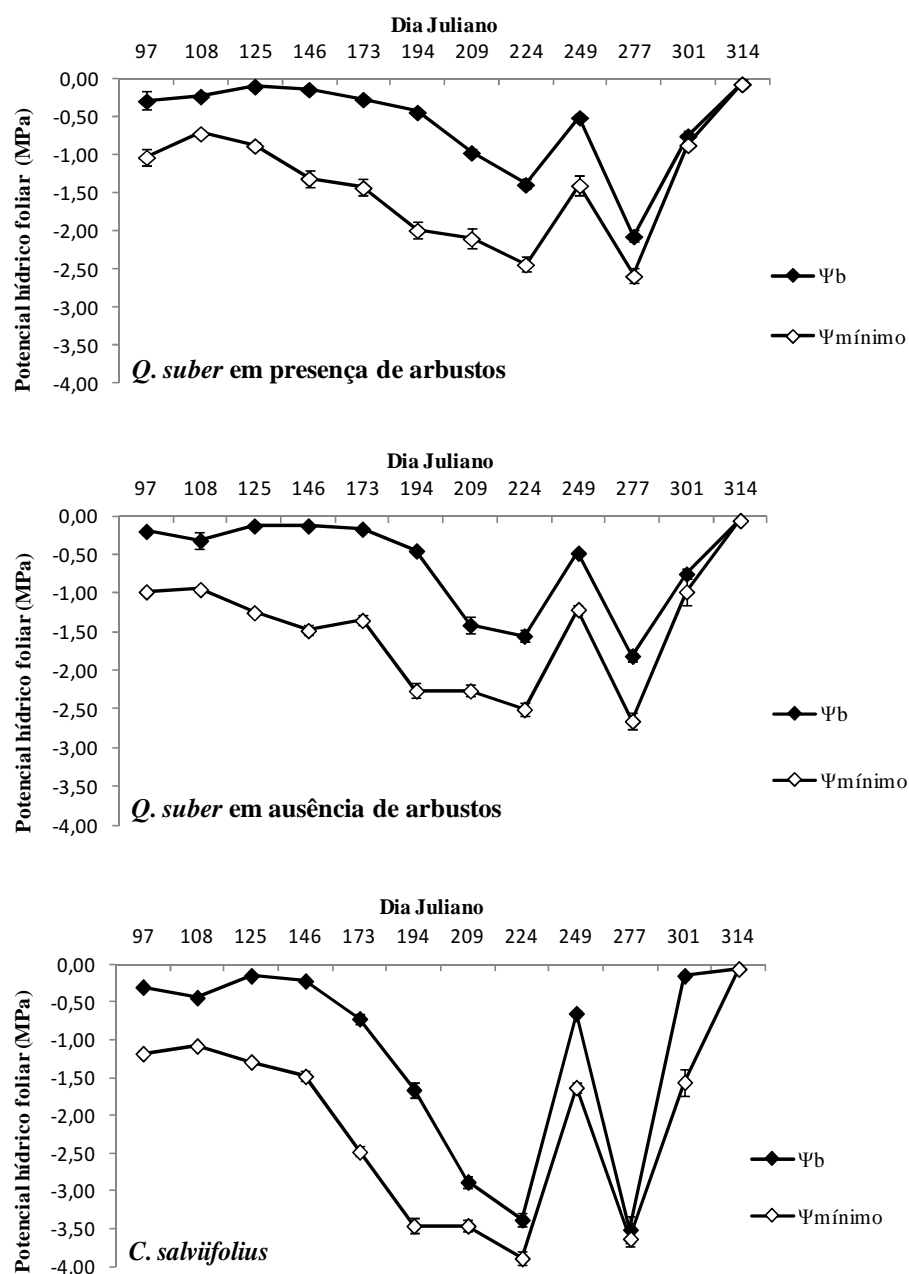 Dia Juliano
97 108 125 146 173 194 209 224 249 277 301 314
0,00
-0,50
-1,00
-1,50
-2,00
-2,50
-3,00
-3,50
-4,00
Potencial hídrico foliar (MPa)
Ψb
Ψmínimo
Q. suber em presença de arbustos
Dia Juliano
97 108 125 146 173 194 209 224 249 277 301 314
0,00
-0,50
-1,00
-1,50
-2,00
-2,50
-3,00
-3,50
-4,00
Potencial hídrico foliar (MPa)
Ψb
Ψmínimo
Q. suber em ausência de arbustos
Dia Juliano
97 108 125 146 173 194 209 224 249 277 301 314
0,00
-0,50
-1,00
-1,50
-2,00
-2,50
-3,00
-3,50
-4,00
Potencial hídrico foliar (MPa)
Ψb
Ψmínimo
C. salviifolius